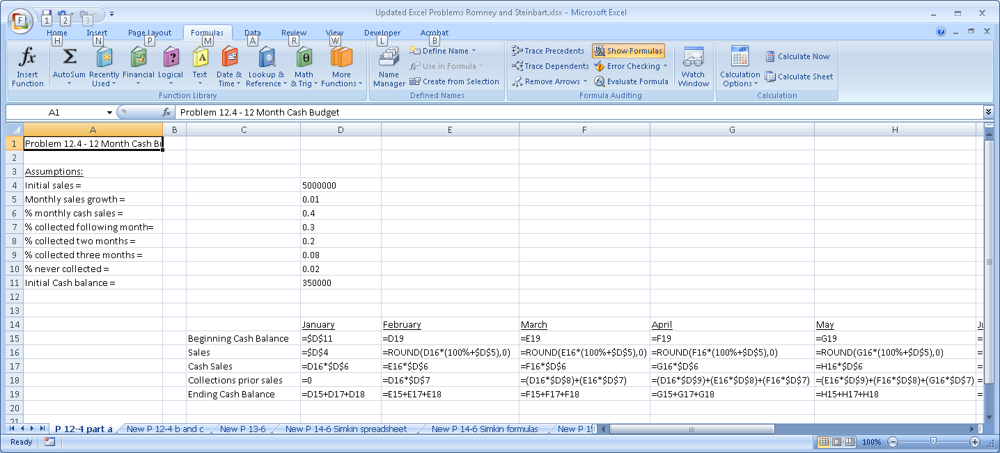 Updated Excel Problems Romney and Steinbart.xlsx - Microsoft Excel
F 1 2 3
Home Insert Page Layout Formulas Data Review View Developer Acrobat
H N P M A R W L B
Insert Function AutoSum Recently Used Financial Logical Text Date & Time Lookup & Reference Math & Trig More Functions
Function Library
Name Manager Define Name Use in Formula Create from Selection
Defined Names
Trace Precedents Show Formulas
Trace Dependents Error Checking
Remove Arrows Evaluate Formula
Watch Window
Formula Auditing
Calculation Options Calculate Now Calculate Sheet
Calculation
A1 fx Problem 12.4 - 12 Month Cash Budget
A B C D E F G H
1 Problem 12.4 - 12 Month Cash Bu
2
3 Assumptions:
4 Initial sales = 5000000
5 Monthly sales growth = 0.01
6 % monthly cash sales = 0.4
7 % collected following month= 0.3
8 % collected two months = 0.2
9 % collected three months = 0.08
10 % never collected = 0.02
11 Initial Cash balance = 350000
12
13
14 January February March April May
15 Beginning Cash Balance =$D$11 =D19 =E19 =F19 =G19 =
16 Sales =$D$4 =ROUND(D16*(100%+$D$5),0) =ROUND(E16*(100%+$D$5),0) =ROUND(F16*(100%+$D$5),0) =ROUND(G16*(100%+$D$5),0) =
17 Cash Sales =D16*$D$6 =E16*$D$6 =F16*$D$6 =G16*$D$6 =H16*$D$6 =
18 Collections prior sales =0 =D16*$D$7 =(D16*$D$8)+(E16*$D$7) =(D16*$D$9)+(E16*$D$8)+(F16*$D$7) =(E16*$D$9)+(F16*$D$8)+(G16*$D$7) =
19 Ending Cash Balance =D15+D17+D18 =E15+E17+E18 =F15+F17+F18 =G15+G17+G18 =H15+H17+H18 =
20
21
P 12-4 part a New P 12-4 b and c New P 13-6 New P 14-6 Simkin spreadsheet New P 14-6 Simkin formulas New P 15
Ready 100%